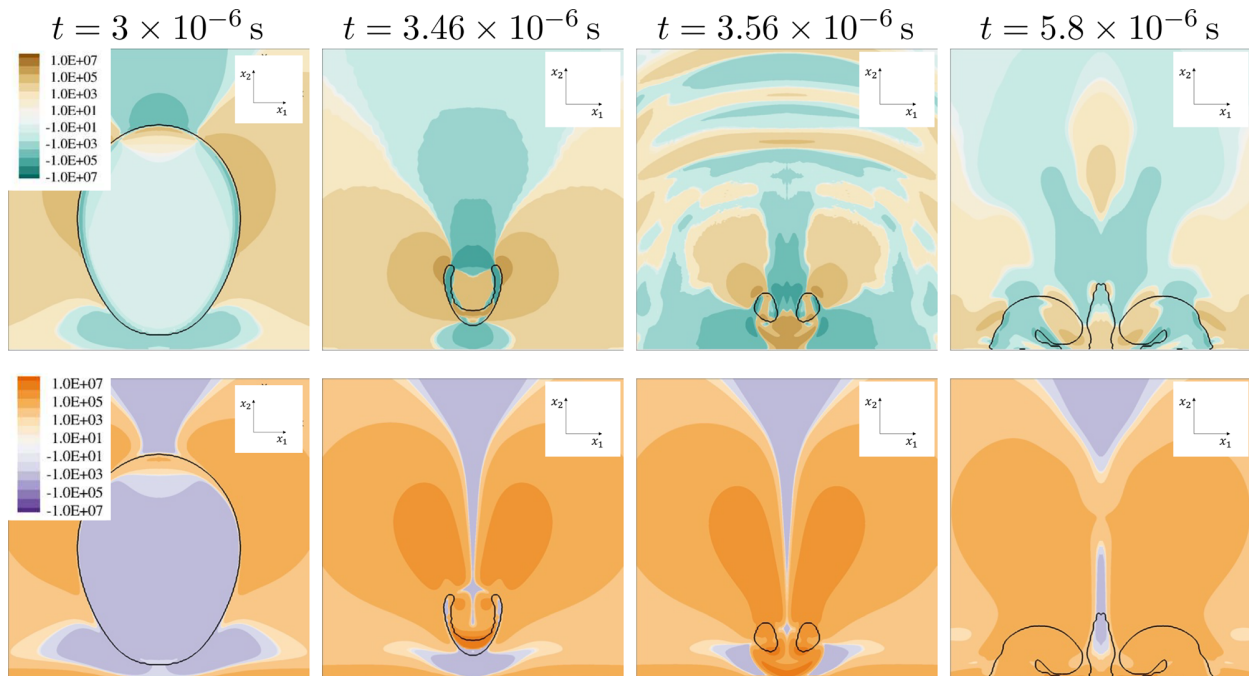 t = 3 × 10⁻⁶ s
t = 3.46 × 10⁻⁶ s
t = 3.56 × 10⁻⁶ s
t = 5.8 × 10⁻⁶ s
1.0E+07
1.0E+05
1.0E+03
1.0E+01
-1.0E+01
-1.0E+03
-1.0E+05
-1.0E+07
x₂
x₁
x₂
x₁
x₂
x₁
x₂
x₁
1.0E+07
1.0E+05
1.0E+03
1.0E+01
-1.0E+01
-1.0E+03
-1.0E+05
-1.0E+07
x₂
x₁
x₂
x₁
x₂
x₁
x₂
x₁